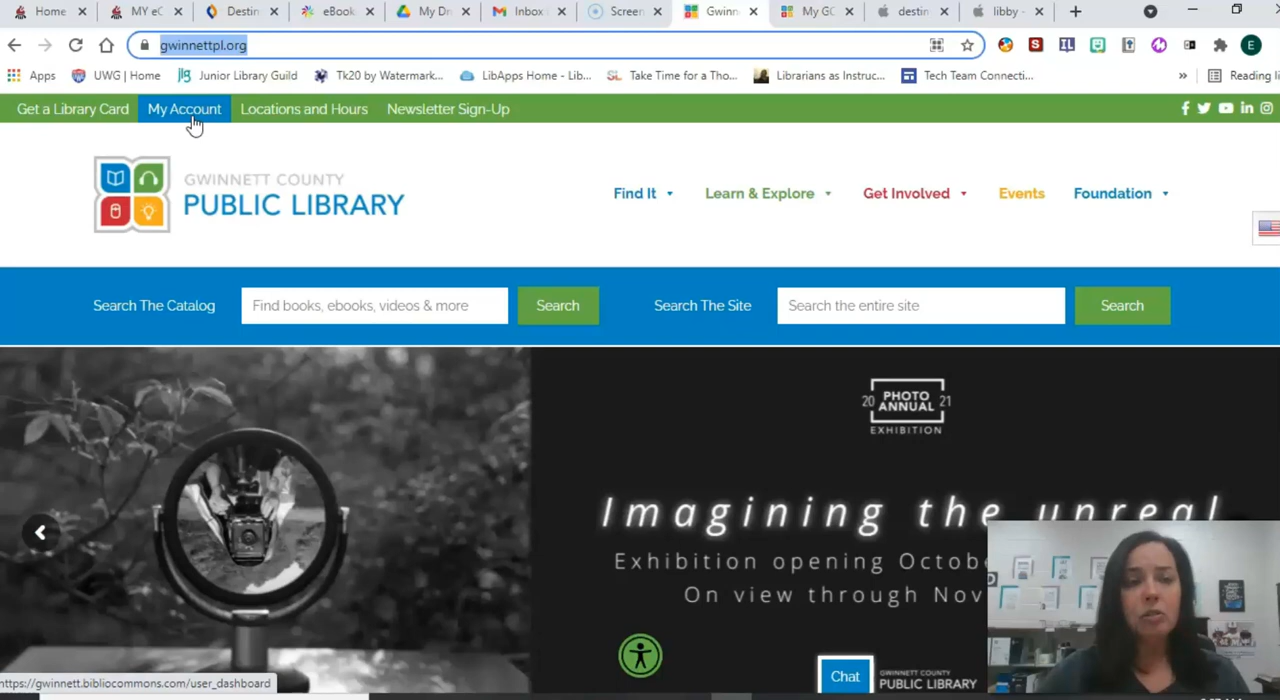 Home
MY eC
Destin
eBook
My Dr
Inbox
Screen
Gwinn
My GC
destin
libby -
gwinnettpl.org
E
Apps
UWG | Home
Junior Library Guild
Tk20 by Watermark...
LibApps Home - Lib...
Take Time for a Tho...
Librarians as Instruc...
Tech Team Connecti...
»
Reading li
Get a Library Card
My Account
Locations and Hours
Newsletter Sign-Up
GWINNETT COUNTY
PUBLIC LIBRARY
Find It
Learn & Explore
Get Involved
Events
Foundation
Search The Catalog
Find books, ebooks, videos & more
Search
Search The Site
Search the entire site
Search
20 PHOTO ANNUAL 21
EXHIBITION
Imagining the unreal
Exhibition opening Octob
On view through Nov
Chat
GWINNETT COUNTY
PUBLIC LIBRARY
https://gwinnett.bibliocommons.com/user_dashboard